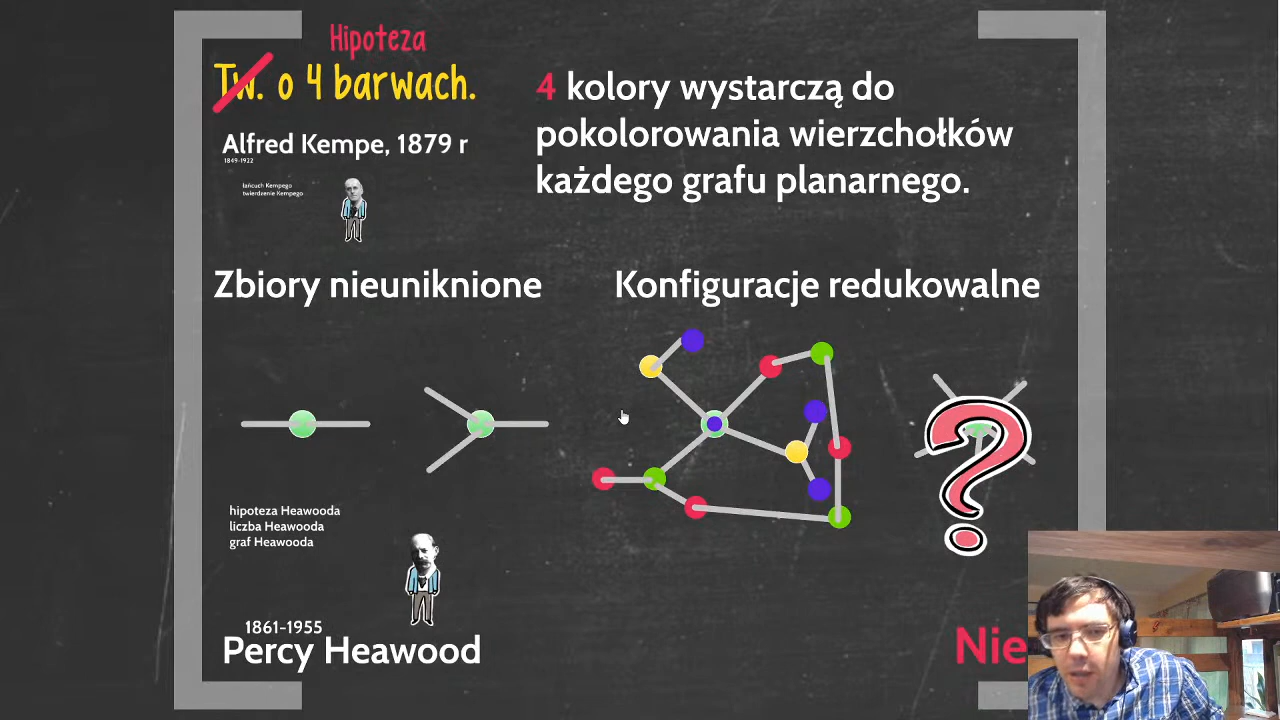 Hipoteza
Tw. o 4 barwach.
Alfred Kempe, 1879 r
1849-1922
łańcuch Kempego
twierdzenie Kempego
4 kolory wystarczą do
pokolorowania wierzchołków
każdego grafu planarnego.
Zbiory nieuniknione
Konfiguracje redukowalne
?
hipoteza Heawooda
liczba Heawooda
graf Heawooda
1861-1955
Percy Heawood
Nie